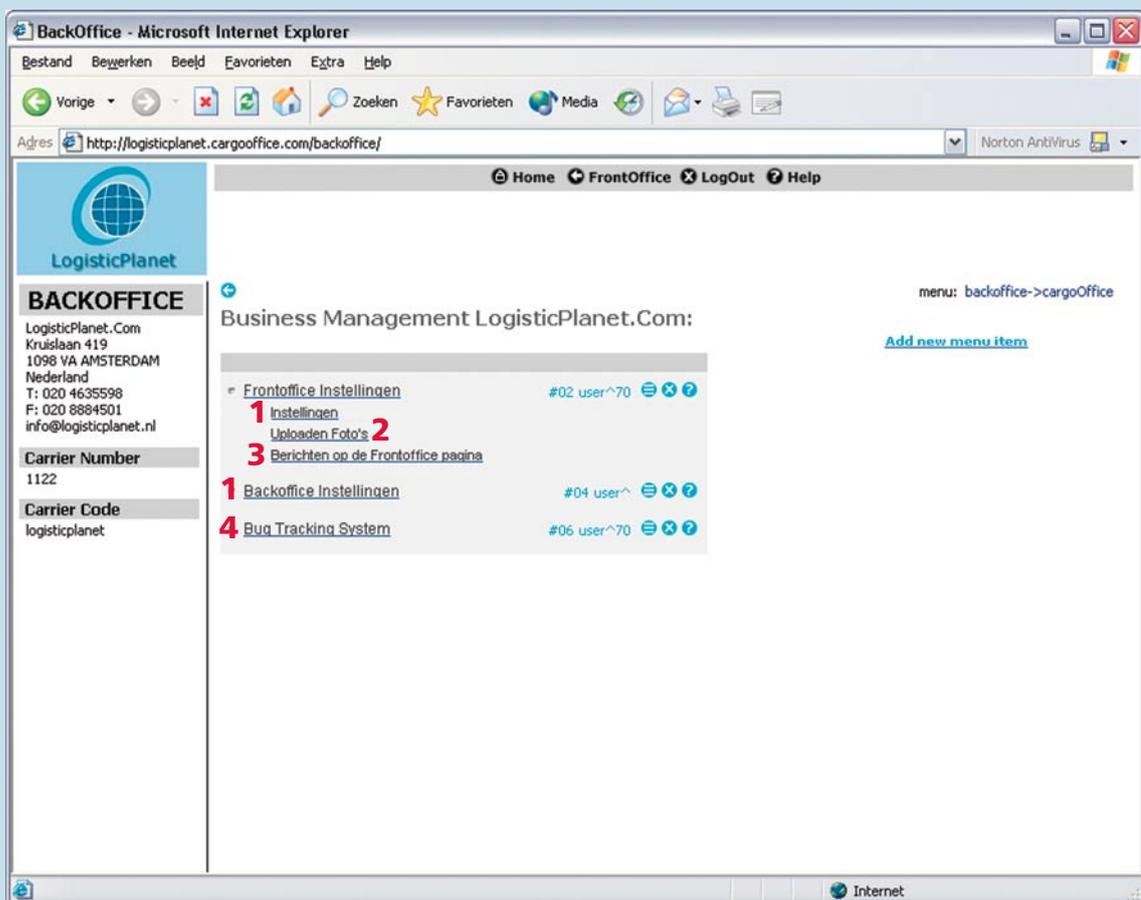 BackOffice - Microsoft Internet Explorer
Bestand Bewerken Beeld Favorieten Extra Help
Vorige Zoeken Favorieten Media
Adres http://logisticplanet.cargooffice.com/backoffice/ Norton AntiVirus
Home FrontOffice LogOut Help
LogisticPlanet
BACKOFFICE
LogisticPlanet.Com
Kruislaan 419
1098 VA AMSTERDAM
Nederland
T: 020 4635598
F: 020 8884501
info@logisticplanet.nl
Carrier Number
1122
Carrier Code
logisticplanet
menu: backoffice->cargoOffice
Business Management LogisticPlanet.Com:
Add new menu item
Frontoffice Instellingen #02 user^70
1 Instellingen
Uploaden Foto's 2
3 Berichten op de Frontoffice pagina
1 Backoffice Instellingen #04 user^
4 Bug Tracking System #06 user^70
Internet